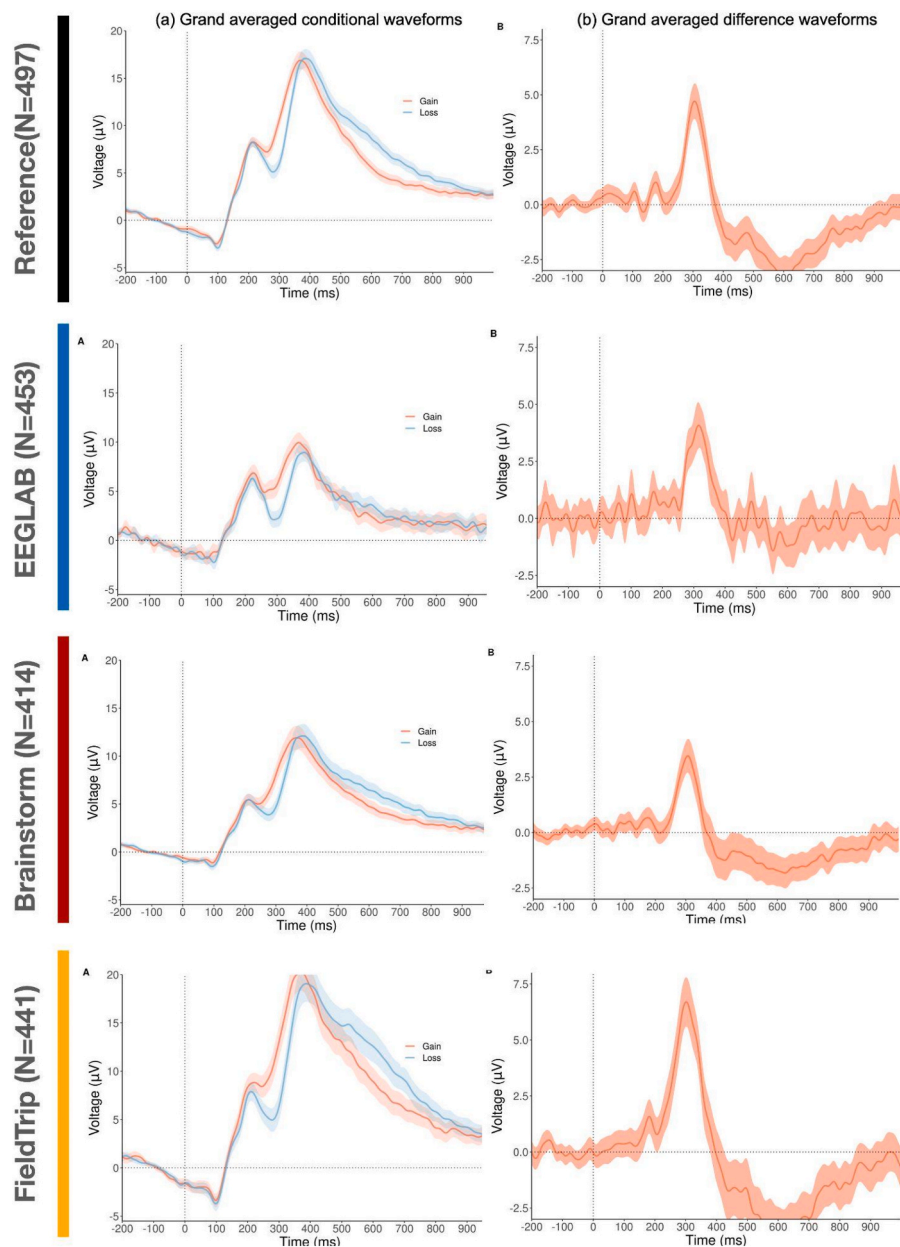 (a) Grand averaged conditional waveforms
(b) Grand averaged difference waveforms
Reference(N=497)
Voltage (µV)
20
15
10
5
0
-5
Gain
Loss
-200 -100 0 100 200 300 400 500 600 700 800 900
Time (ms)
B
Voltage (µV)
7.5
5.0
2.5
0.0
-2.5
-200 -100 0 100 200 300 400 500 600 700 800 900
Time (ms)
EEGLAB (N=453)
A
Voltage (µV)
20
15
10
5
0
-5
Gain
Loss
-200 -100 0 100 200 300 400 500 600 700 800 900
Time (ms)
B
Voltage (µV)
7.5
5.0
2.5
0.0
-2.5
-200 -100 0 100 200 300 400 500 600 700 800 900
Time (ms)
Brainstorm (N=414)
A
Voltage (µV)
20
15
10
5
0
-5
Gain
Loss
-200 -100 0 100 200 300 400 500 600 700 800 900
Time (ms)
B
Voltage (µV)
7.5
5.0
2.5
0.0
-2.5
-200 -100 0 100 200 300 400 500 600 700 800 900
Time (ms)
FieldTrip (N=441)
A
Voltage (µV)
20
15
10
5
0
-5
Gain
Loss
-200 -100 0 100 200 300 400 500 600 700 800 900
Time (ms)
B
Voltage (µV)
7.5
5.0
2.5
0.0
-2.5
-200 -100 0 100 200 300 400 500 600 700 800 900
Time (ms)